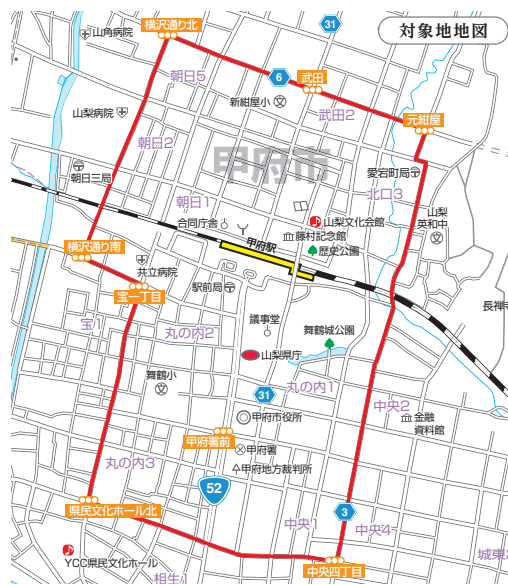 対象地地図
横沢通り北
山角病院
31
朝日5
6
武田
新紺屋小
武田2
元紺屋
山梨病院
朝日2
甲府市
愛宕町局
朝日三局
朝日1
北口3
合同庁舎
山梨文化会館
藤村記念館
山梨
英和中
横沢通り南
甲府駅
歴史公園
共立病院
駅前局
宝一丁目
長禅寺
議事堂
舞鶴城公園
宝1
丸の内2
山梨県庁
舞鶴小
丸の内1
31
中央2
甲府市役所
金融
資料館
甲府署前
甲府署
丸の内3
甲府地方裁判所
52
県民文化ホール北
3
中央1
中央4
YCC県民文化ホール
城東
中央四丁目
相生1